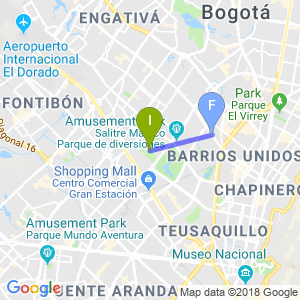 Bogotá
ENGATIVÁ
Aeropuerto
Internacional
El Dorado
FONTIBÓN
Park
Parque
El Virrey
I
F
Amusement Park
Salitre Mágico
Parque de diversiones
Diagonal 16
BARRIOS UNIDOS
Shopping Mall
Centro Comercial
Gran Estación
CHAPINERO
Amusement Park
Parque Mundo Aventura
TEUSAQUILLO
Museo
Museo Nacional
PUENTE ARANDA
Google
Map data ©2018 Google